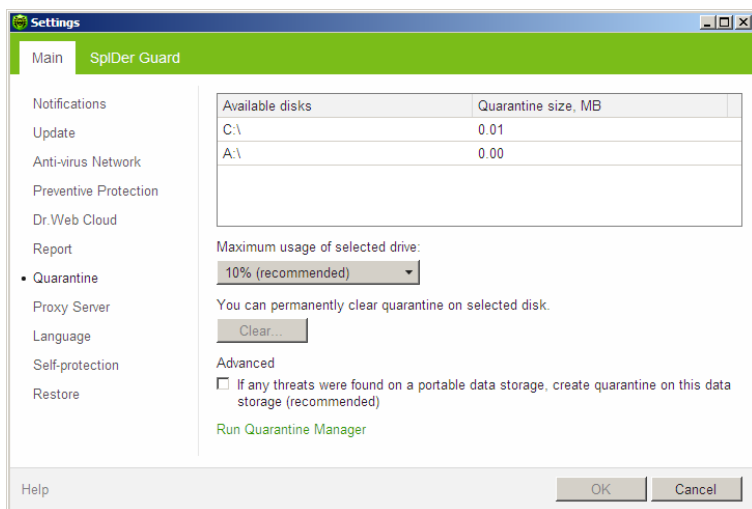 Settings
Main
SpIDer Guard
Notifications
Update
Anti-virus Network
Preventive Protection
Dr.Web Cloud
Report
Quarantine
Proxy Server
Language
Self-protection
Restore
Available disks
Quarantine size, MB
C:\
0.01
A:\
0.00
Maximum usage of selected drive:
10% (recommended)
You can permanently clear quarantine on selected disk.
Clear...
Advanced
If any threats were found on a portable data storage, create quarantine on this data
storage (recommended)
Run Quarantine Manager
Help
OK
Cancel